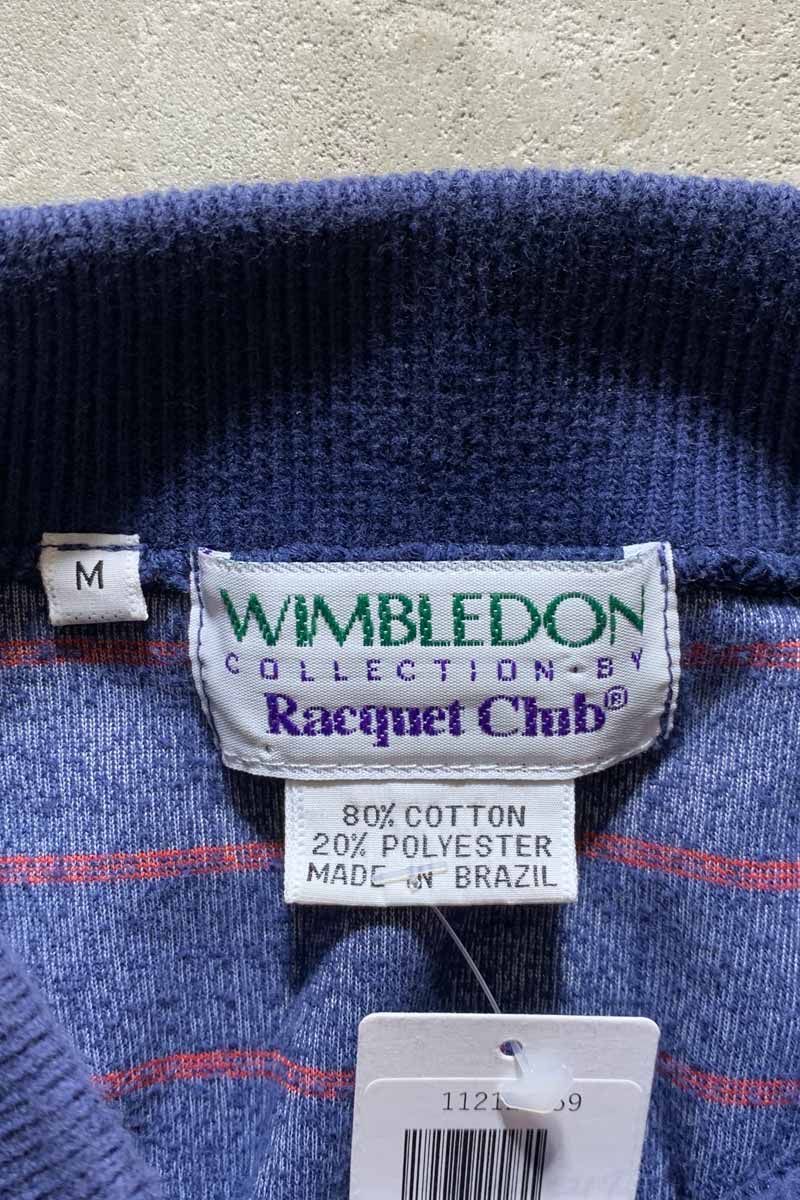 M
WIMBLEDON
COLLECTION BY
Racquet Club®
80% COTTON
20% POLYESTER
MADE IN BRAZIL